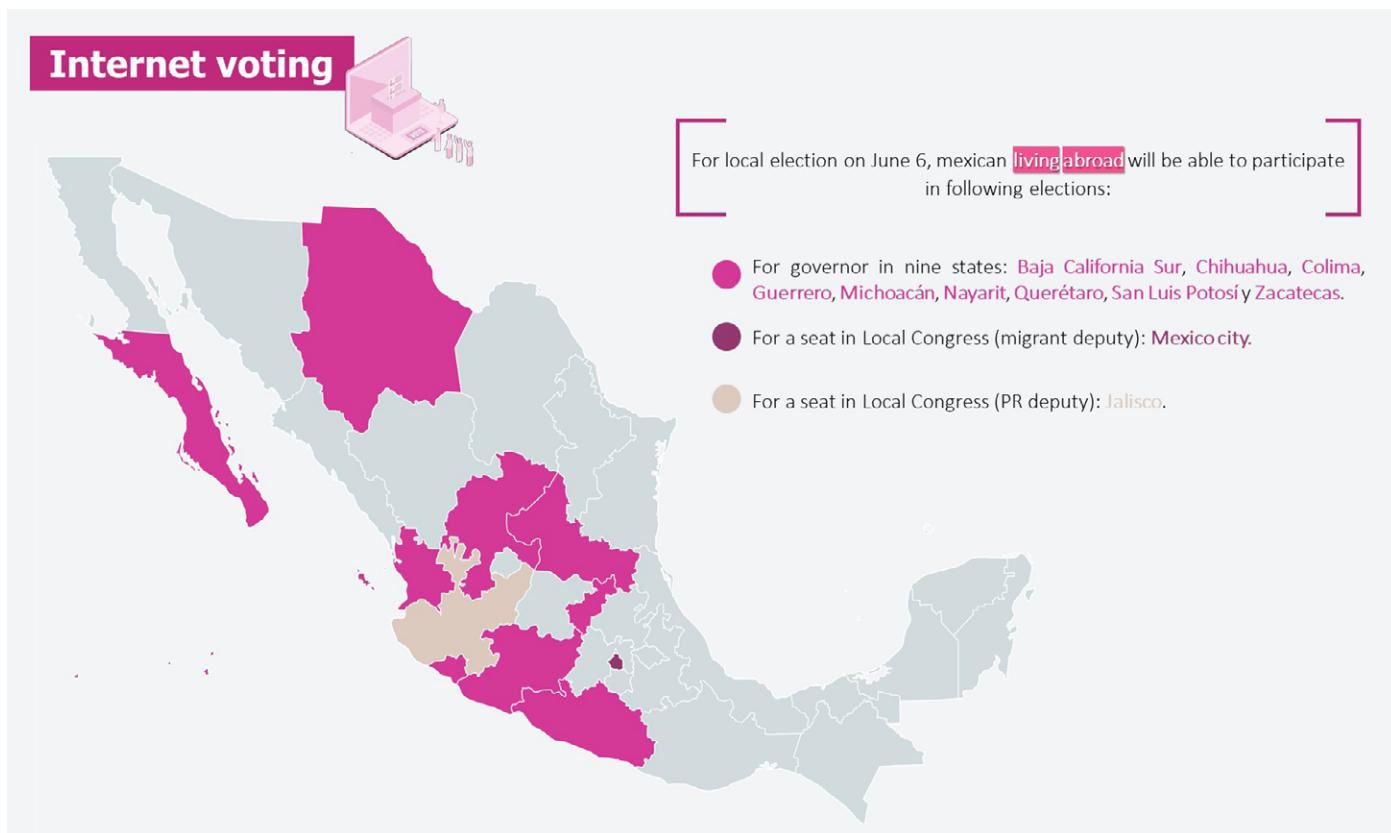 Internet voting
For local election on June 6, mexican living abroad will be able to participate
in following elections:
For governor in nine states: Baja California Sur, Chihuahua, Colima,
Guerrero, Michoacán, Nayarit, Querétaro, San Luis Potosí y Zacatecas.
For a seat in Local Congress (migrant deputy): Mexico city.
For a seat in Local Congress (PR deputy): Jalisco.